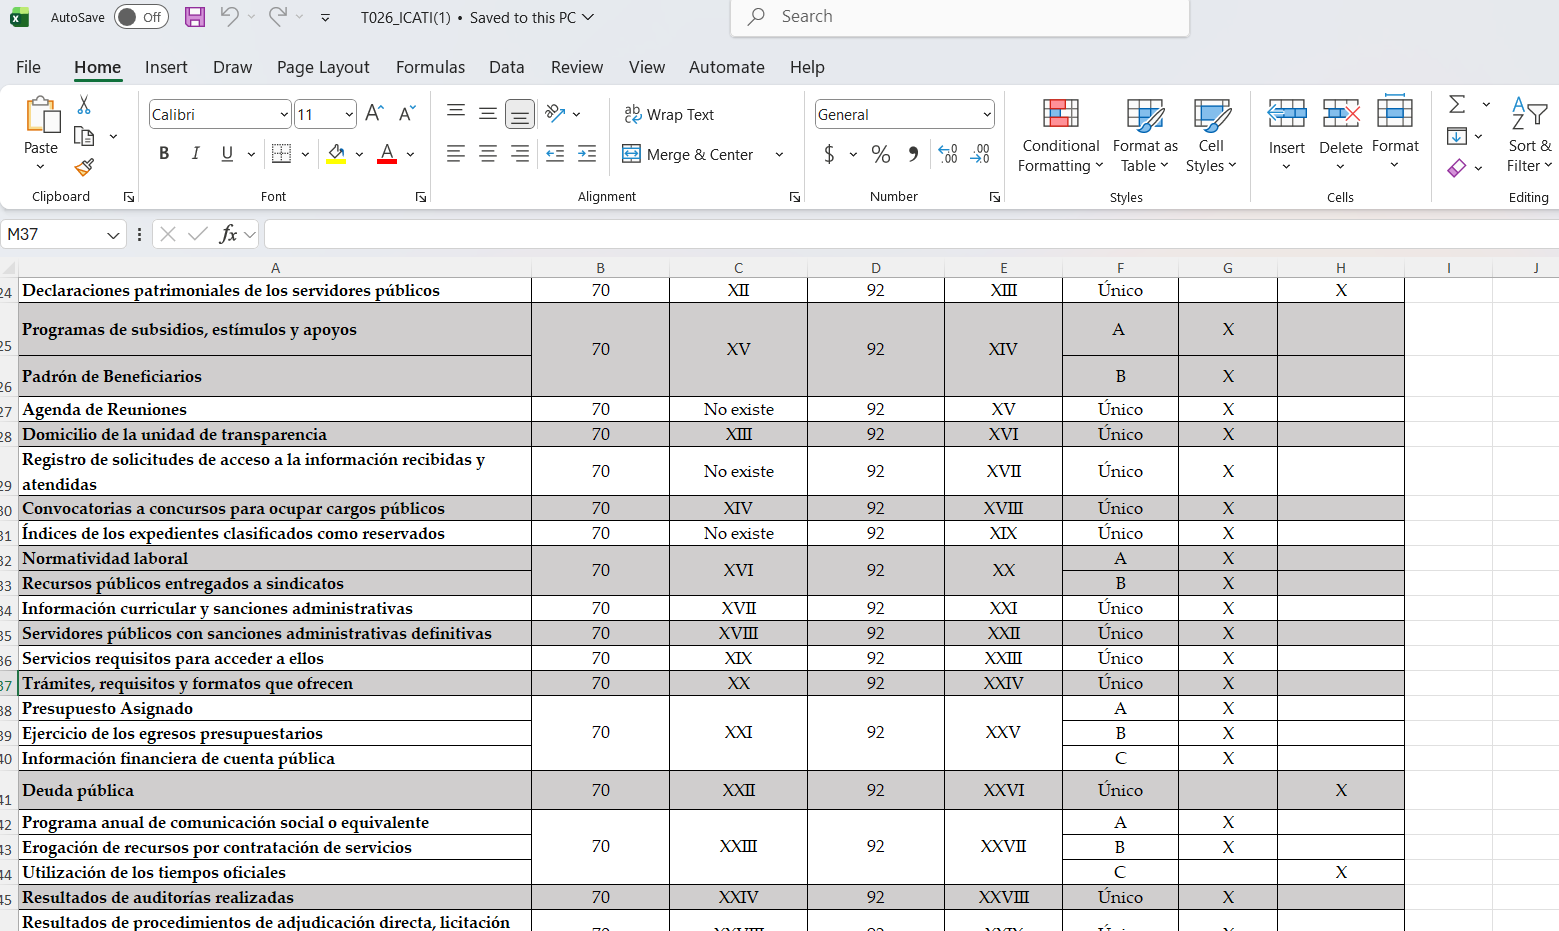 AutoSave Off T026_ICATI(1) • Saved to this PC Search
File Home Insert Draw Page Layout Formulas Data Review View Automate Help
Paste
Clipboard
Calibri 11 A A
B I U A
Font
ab Wrap Text
Merge & Center
Alignment
General
$ % , .00 .00
Number
Conditional Formatting
Format as Table
Cell Styles
Styles
Insert Delete Format
Cells
Sort & Filter
Editing
M37 fx
A B C D E F G H I J
24 Declaraciones patrimoniales de los servidores públicos 70 XII 92 XIII Único X
25 Programas de subsidios, estímulos y apoyos 70 XV 92 XIV A X
26 Padrón de Beneficiarios B X
27 Agenda de Reuniones 70 No existe 92 XV Único X
28 Domicilio de la unidad de transparencia 70 XIII 92 XVI Único X
Registro de solicitudes de acceso a la información recibidas y
29 atendidas 70 No existe 92 XVII Único X
30 Convocatorias a concursos para ocupar cargos públicos 70 XIV 92 XVIII Único X
31 Índices de los expedientes clasificados como reservados 70 No existe 92 XIX Único X
32 Normatividad laboral 70 XVI 92 XX A X
33 Recursos públicos entregados a sindicatos B X
34 Información curricular y sanciones administrativas 70 XVII 92 XXI Único X
35 Servidores públicos con sanciones administrativas definitivas 70 XVIII 92 XXII Único X
36 Servicios requisitos para acceder a ellos 70 XIX 92 XXIII Único X
37 Trámites, requisitos y formatos que ofrecen 70 XX 92 XXIV Único X
38 Presupuesto Asignado A X
39 Ejercicio de los egresos presupuestarios 70 XXI 92 XXV B X
40 Información financiera de cuenta pública C X
41 Deuda pública 70 XXII 92 XXVI Único X
42 Programa anual de comunicación social o equivalente A X
43 Erogación de recursos por contratación de servicios 70 XXIII 92 XXVII B X
44 Utilización de los tiempos oficiales C X
45 Resultados de auditorías realizadas 70 XXIV 92 XXVIII Único X
Resultados de procedimientos de adjudicación directa, licitación